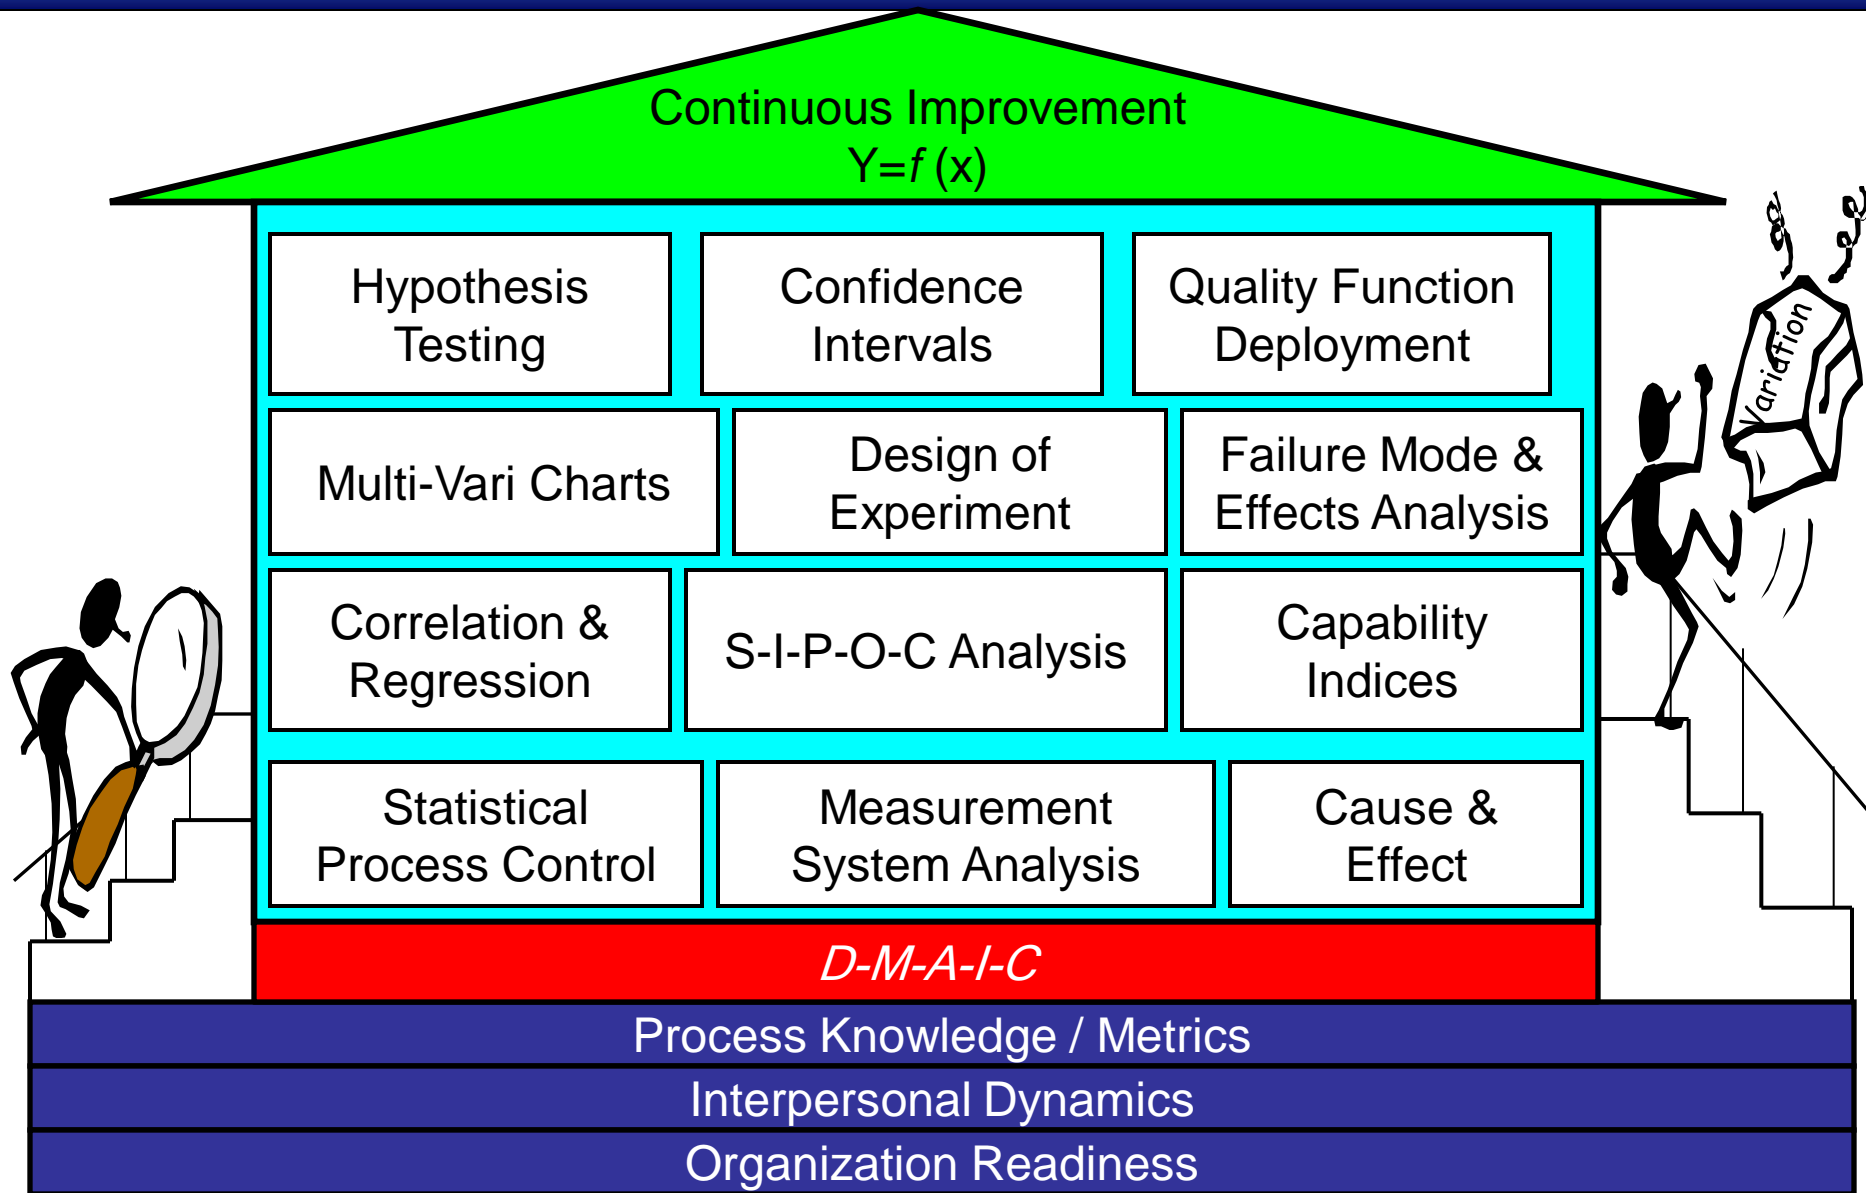 Continuous Improvement
Y=f (x)
Hypothesis
Testing
Confidence
Intervals
Quality Function
Deployment
Variation
Multi-Vari Charts
Design of
Experiment
Failure Mode &
Effects Analysis
Correlation &
Regression
S-I-P-O-C Analysis
Capability
Indices
Statistical
Process Control
Measurement
System Analysis
Cause &
Effect
D-M-A-I-C
Process Knowledge / Metrics
Interpersonal Dynamics
Organization Readiness